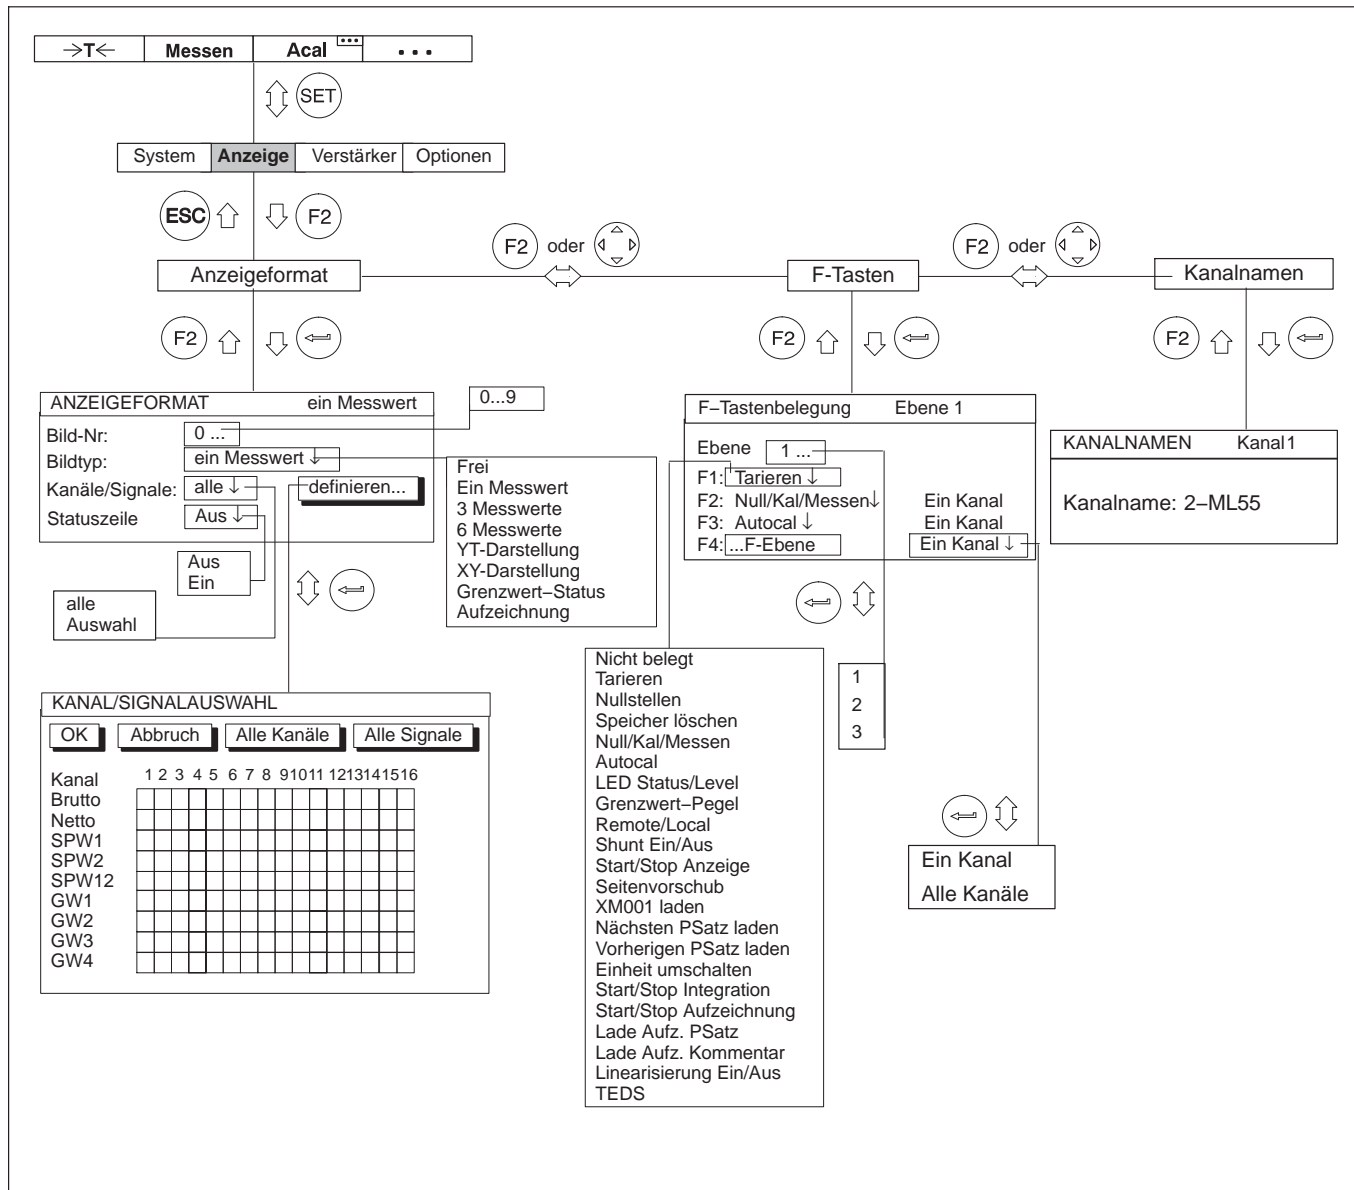 →T← Messen Acal ... ...
SET
System Anzeige Verstärker Optionen
ESC F2
F2 oder
F2 oder
Anzeigeformat F-Tasten Kanalnamen
F2
F2
F2
ANZEIGEFORMAT ein Messwert
Bild-Nr: 0 ...
Bildtyp: ein Messwert ↓
Kanäle/Signale: alle ↓ definieren...
Statuszeile Aus ↓
0...9
Aus
Ein
alle
Auswahl
Frei
Ein Messwert
3 Messwerte
6 Messwerte
YT-Darstellung
XY-Darstellung
Grenzwert–Status
Aufzeichnung
KANAL/SIGNALAUSWAHL
OK Abbruch Alle Kanäle Alle Signale
Kanal 1 2 3 4 5 6 7 8 9 10 11 12 13 14 15 16
Brutto
Netto
SPW1
SPW2
SPW12
GW1
GW2
GW3
GW4
F–Tastenbelegung Ebene 1
Ebene 1 ...
F1: Tarieren ↓
F2: Null/Kal/Messen↓ Ein Kanal
F3: Autocal ↓ Ein Kanal
F4: ...F-Ebene Ein Kanal ↓
Nicht belegt
Tarieren
Nullstellen
Speicher löschen
Null/Kal/Messen
Autocal
LED Status/Level
Grenzwert–Pegel
Remote/Local
Shunt Ein/Aus
Start/Stop Anzeige
Seitenvorschub
XM001 laden
Nächsten PSatz laden
Vorherigen PSatz laden
Einheit umschalten
Start/Stop Integration
Start/Stop Aufzeichnung
Lade Aufz. PSatz
Lade Aufz. Kommentar
Linearisierung Ein/Aus
TEDS
1
2
3
Ein Kanal
Alle Kanäle
KANALNAMEN Kanal1
Kanalname: 2–ML55